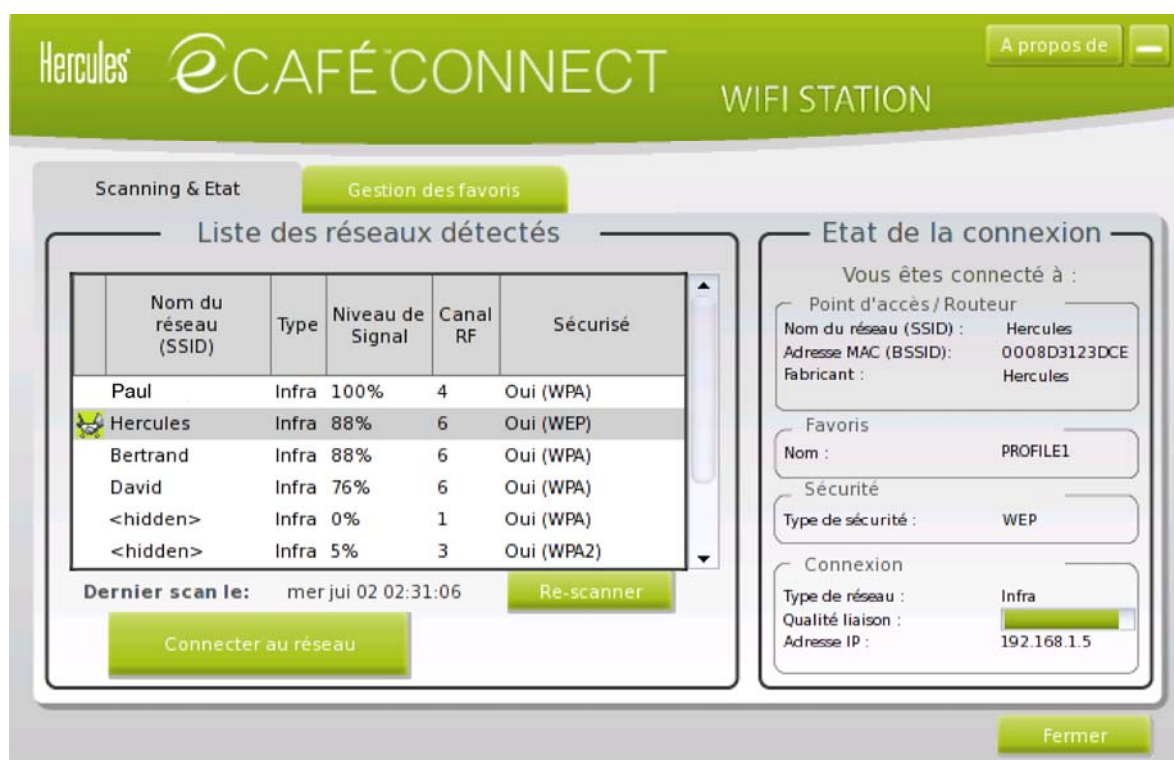 Hercules eCAFÉ™CONNECT
WIFI STATION
A propos de
Scanning & Etat
Gestion des favoris
Liste des réseaux détectés
Nom du réseau (SSID) Type Niveau de Signal Canal RF Sécurisé
Paul Infra 100% 4 Oui (WPA)
Hercules Infra 88% 6 Oui (WEP)
Bertrand Infra 88% 6 Oui (WPA)
David Infra 76% 6 Oui (WPA)
<hidden> Infra 0% 1 Oui (WPA)
<hidden> Infra 5% 3 Oui (WPA2)
Dernier scan le: mer jui 02 02:31:06
Re-scanner
Connecter au réseau
Etat de la connexion
Vous êtes connecté à :
Point d'accès / Routeur
Nom du réseau (SSID) : Hercules
Adresse MAC (BSSID): 0008D3123DCE
Fabricant : Hercules
Favoris
Nom : PROFILE1
Sécurité
Type de sécurité : WEP
Connexion
Type de réseau : Infra
Qualité liaison :
Adresse IP : 192.168.1.5
Fermer